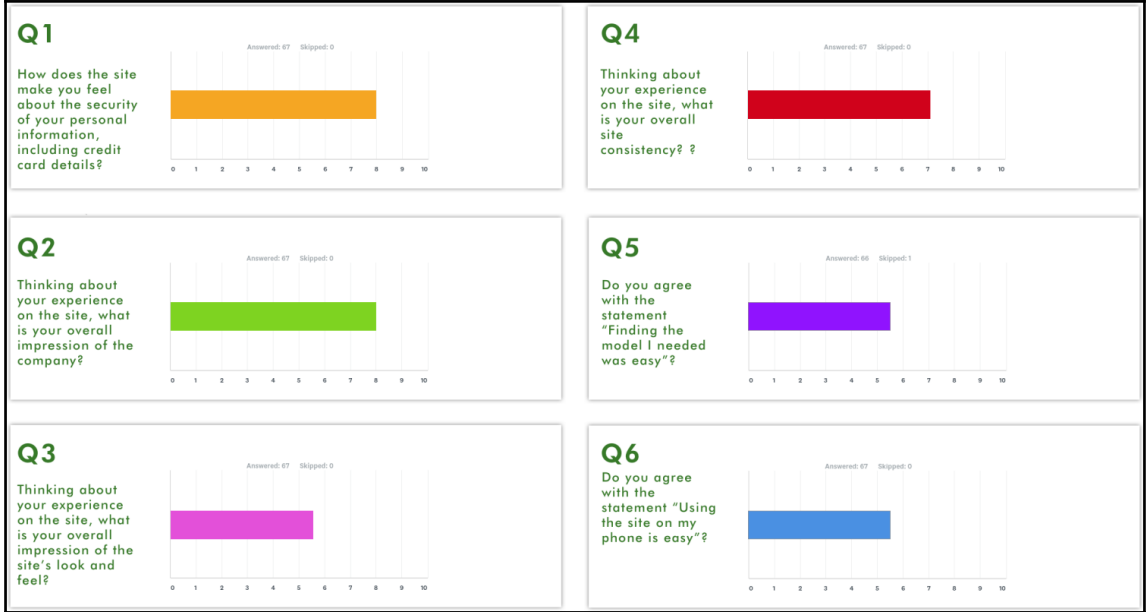 Q1
Answered: 67 Skipped: 0
How does the site
make you feel
about the security
of your personal
information,
including credit
card details?
0 1 2 3 4 5 6 7 8 9 10
Q4
Answered: 67 Skipped: 0
Thinking about
your experience
on the site, what
is your overall
site
consistency? ?
0 1 2 3 4 5 6 7 8 9 10
Q2
Answered: 67 Skipped: 0
Thinking about
your experience
on the site, what
is your overall
impression of the
company?
0 1 2 3 4 5 6 7 8 9 10
Q5
Answered: 66 Skipped: 1
Do you agree
with the
statement
“Finding the
model I needed
was easy”?
0 1 2 3 4 5 6 7 8 9 10
Q3
Answered: 67 Skipped: 0
Thinking about
your experience
on the site, what
is your overall
impression of the
site’s look and
feel?
0 1 2 3 4 5 6 7 8 9 10
Q6
Answered: 67 Skipped: 0
Do you agree
with the
statement “Using
the site on my
phone is easy”?
0 1 2 3 4 5 6 7 8 9 10